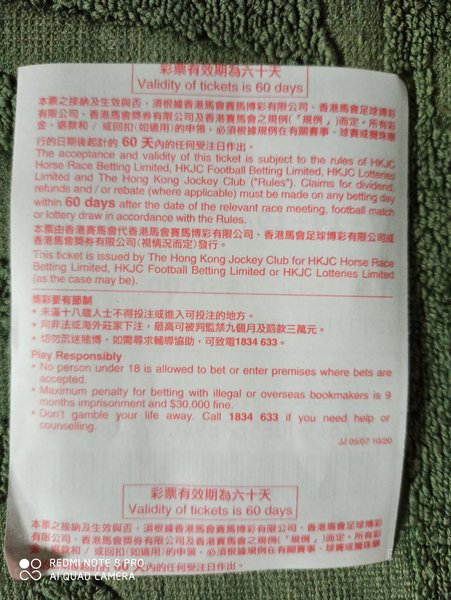 彩票有效期為六十天
Validity of tickets is 60 days
本票之接納及生效與否，須根據香港馬會賽馬博彩有限公司、香港馬會足球博彩
有限公司、香港馬會獎券有限公司及香港賽馬會之規例(「規例」)而定。所有彩
金、退款和 / 或回扣(如適用)的申領，必須根據規例在有關賽事、球賽或攪珠舉
行的日期後起計的 60 天內的任何受注日作出。
The acceptance and validity of this ticket is subject to the rules of HKJC
Horse Race Betting Limited, HKJC Football Betting Limited, HKJC Lotteries
Limited and The Hong Kong Jockey Club ("Rules"). Claims for dividend,
refunds and / or rebate (where applicable) must be made on any betting day
within 60 days after the date of the relevant race meeting, football match
or lottery draw in accordance with the Rules.
本票由香港賽馬會代香港馬會賽馬博彩有限公司、香港馬會足球博彩有限公司或
香港馬會獎券有限公司(視情況而定)發行。
This ticket is issued by The Hong Kong Jockey Club for HKJC Horse Race
Betting Limited, HKJC Football Betting Limited or HKJC Lotteries Limited
(as the case may be).
博彩要有節制
• 未滿十八歲人士不得投注或進入可投注的地方。
• 向非法或海外莊家下注，最高可被判監禁九個月及罰款三萬元。
• 切勿沉迷賭博，如需尋求輔導協助，可致電1834 633。
Play Responsibly
• No person under 18 is allowed to bet or enter premises where bets are
accepted.
• Maximum penalty for betting with illegal or overseas bookmakers is 9
months imprisonment and $30,000 fine.
• Don't gamble your life away. Call 1834 633 if you need help or
counselling.
JJ 05/07 10/20
彩票有效期為六十天
Validity of tickets is 60 days
本票之接納及生效與否，須根據香港馬會賽馬博彩有限公司、香港馬會足球博彩
有限公司、香港馬會獎券有限公司及香港賽馬會之規例(「規例」)而定。所有彩
金、退款和 / 或回扣(如適用)的申領，必須根據規例在有關賽事、球賽或攪珠舉
60 天內的任何受注日作出。
REDMI NOTE 8 PRO
AI QUAD CAMERA